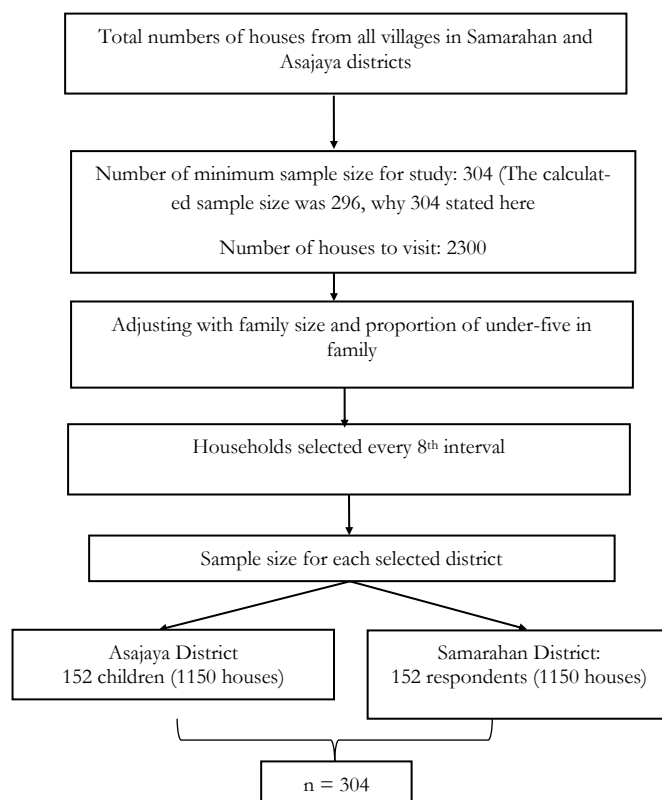 Total numbers of houses from all villages in Samarahan and
Asajaya districts
Number of minimum sample size for study: 304 (The calculat-
ed sample size was 296, why 304 stated here
Number of houses to visit: 2300
Adjusting with family size and proportion of under-five in
family
Households selected every 8th interval
Sample size for each selected district
Asajaya District
152 children (1150 houses)
Samarahan District:
152 respondents (1150 houses)
n = 304